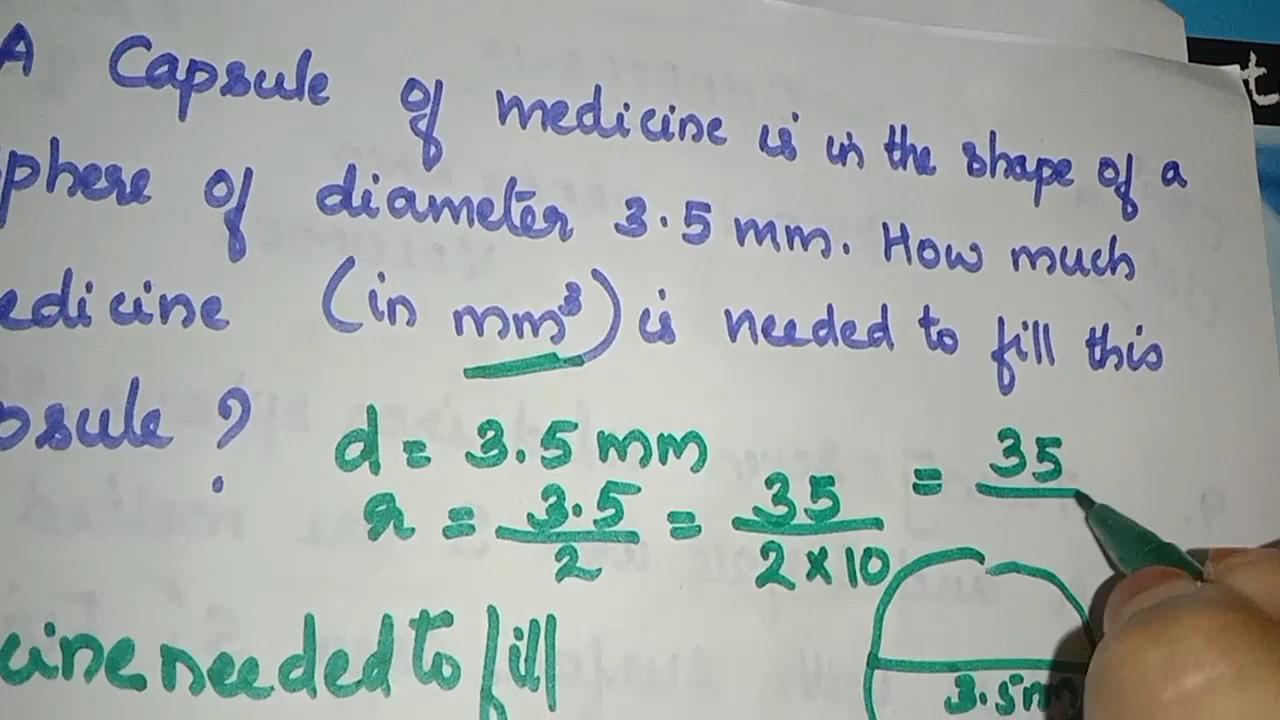 A Capsule of medicine is in the shape of a
phere of diameter 3.5 mm. How much
edicine (in mm³) is needed to fill this
psule?
d = 3.5 mm
r = 3.5/2 = 35/2×10 = 35
cine needed to fill
3.5m
t